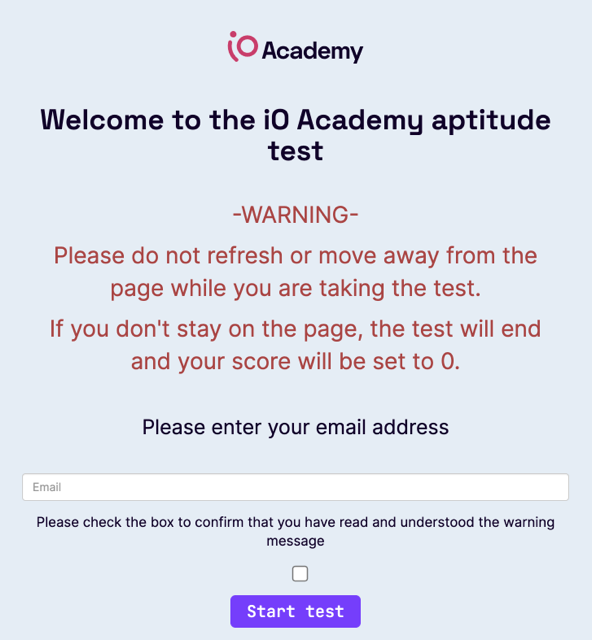 iO Academy
Welcome to the iO Academy aptitude
test
-WARNING-
Please do not refresh or move away from the
page while you are taking the test.
If you don't stay on the page, the test will end
and your score will be set to 0.
Please enter your email address
Email
Please check the box to confirm that you have read and understood the warning
message
Start test